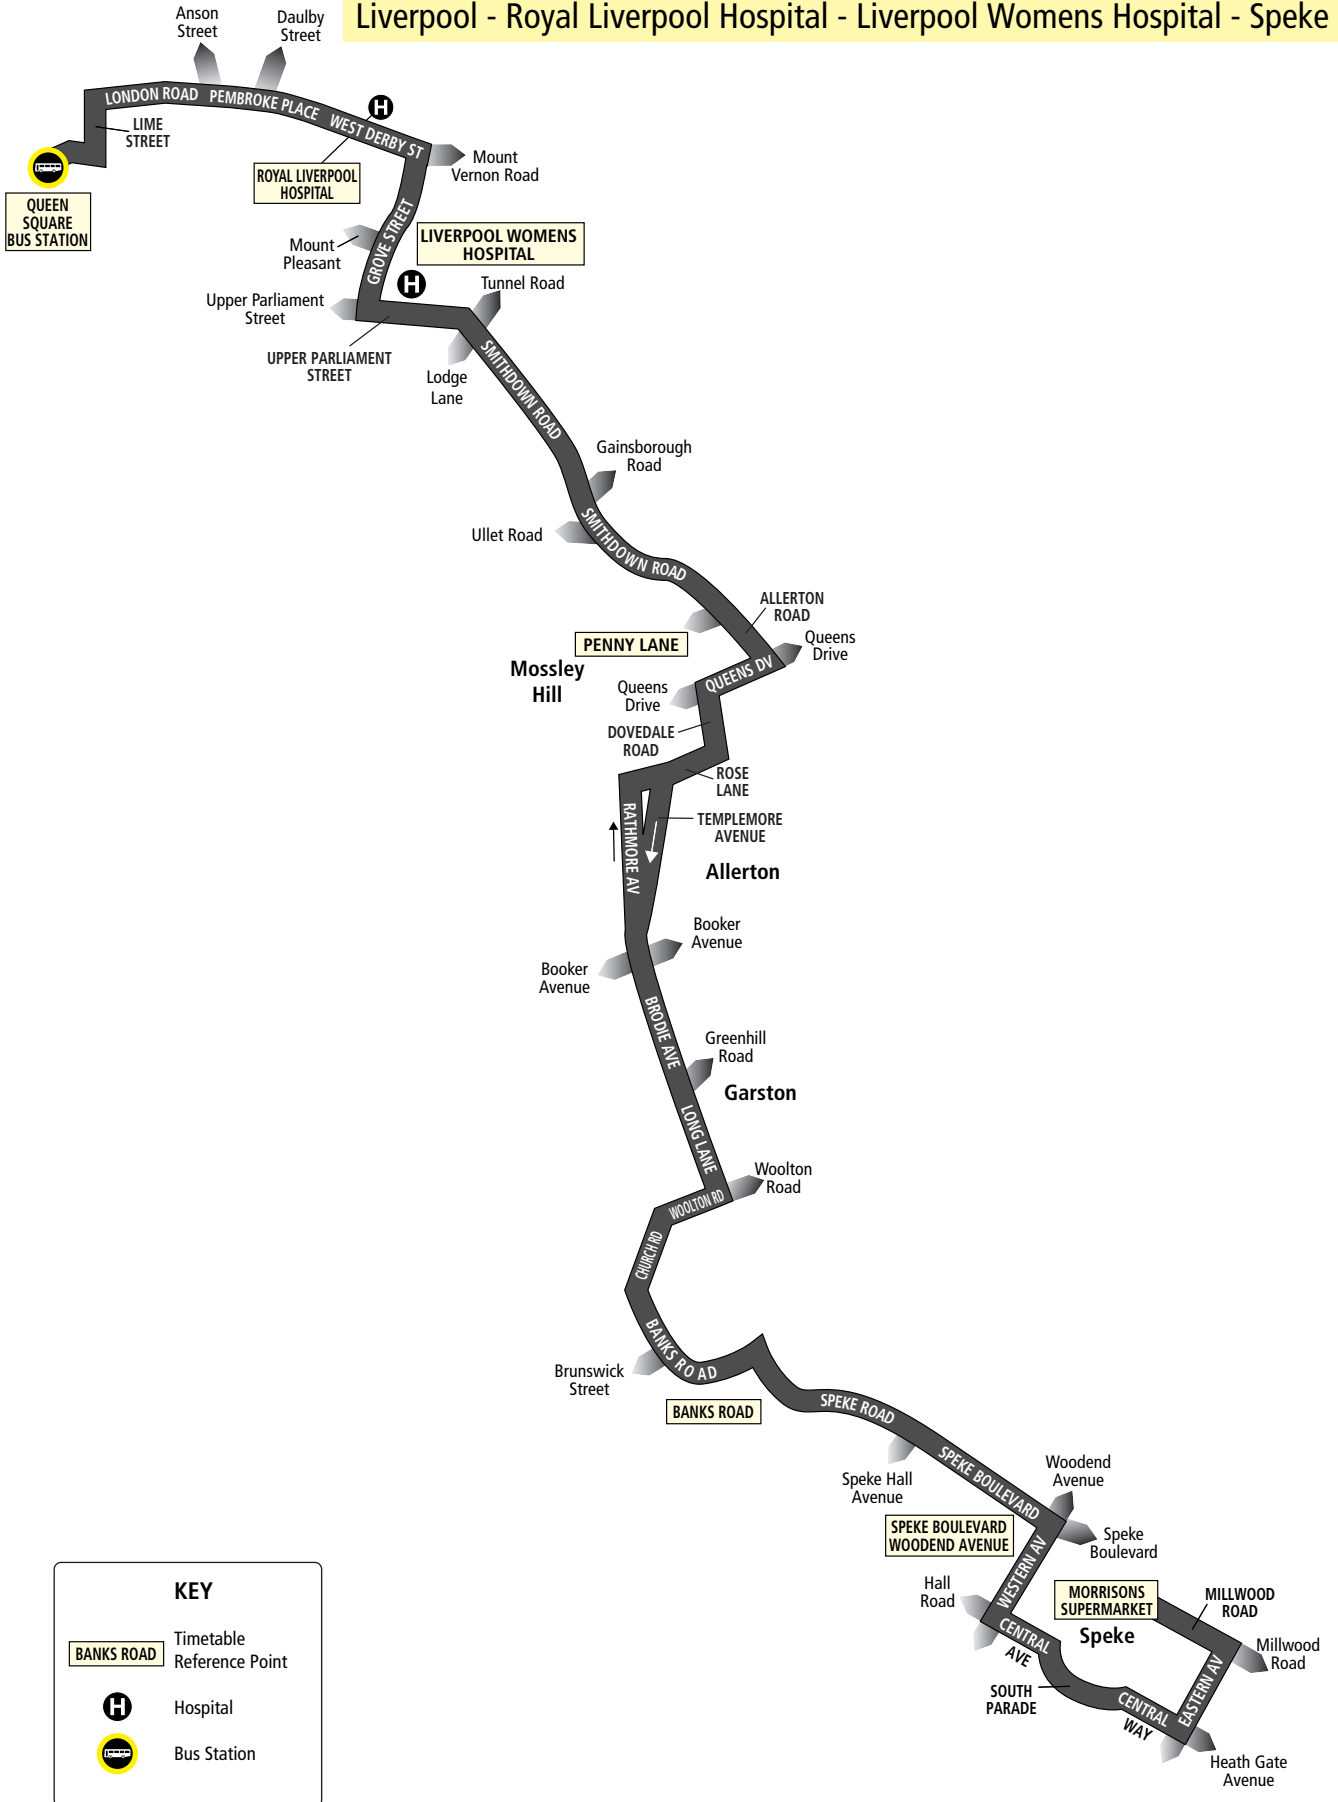 Liverpool - Royal Liverpool Hospital - Liverpool Womens Hospital - Speke
Anson
Street
Daulby
Street
LONDON ROAD
PEMBROKE PLACE
WEST DERBY ST
H
LIME
STREET
Mount
Vernon Road
ROYAL LIVERPOOL
HOSPITAL
QUEEN
SQUARE
BUS STATION
GROVE STREET
Mount
Pleasant
LIVERPOOL WOMENS
HOSPITAL
H
Tunnel Road
Upper Parliament
Street
UPPER PARLIAMENT
STREET
Lodge
Lane
SMITHDOWN ROAD
Gainsborough
Road
Ullet Road
SMITHDOWN ROAD
ALLERTON
ROAD
PENNY LANE
Queens
Drive
Mossley
Hill
QUEENS DV
Queens
Drive
DOVEDALE
ROAD
ROSE
LANE
RATHMORE AV
TEMPLEMORE
AVENUE
Allerton
Booker
Avenue
Booker
Avenue
BRODIE AVE
Greenhill
Road
Garston
LONG LANE
Woolton
Road
WOOLTON RD
CHURCH RD
BANKS ROAD
Brunswick
Street
BANKS ROAD
SPEKE ROAD
Speke Hall
Avenue
SPEKE BOULEVARD
Woodend
Avenue
SPEKE BOULEVARD
WOODEND AVENUE
Speke
Boulevard
WESTERN AV
Hall
Road
MORRISONS
SUPERMARKET
MILLWOOD
ROAD
CENTRAL
AVE
Speke
Millwood
Road
SOUTH
PARADE
EASTERN AV
CENTRAL
WAY
Heath Gate
Avenue
KEY
BANKS ROAD
Timetable
Reference Point
H
Hospital
Bus Station